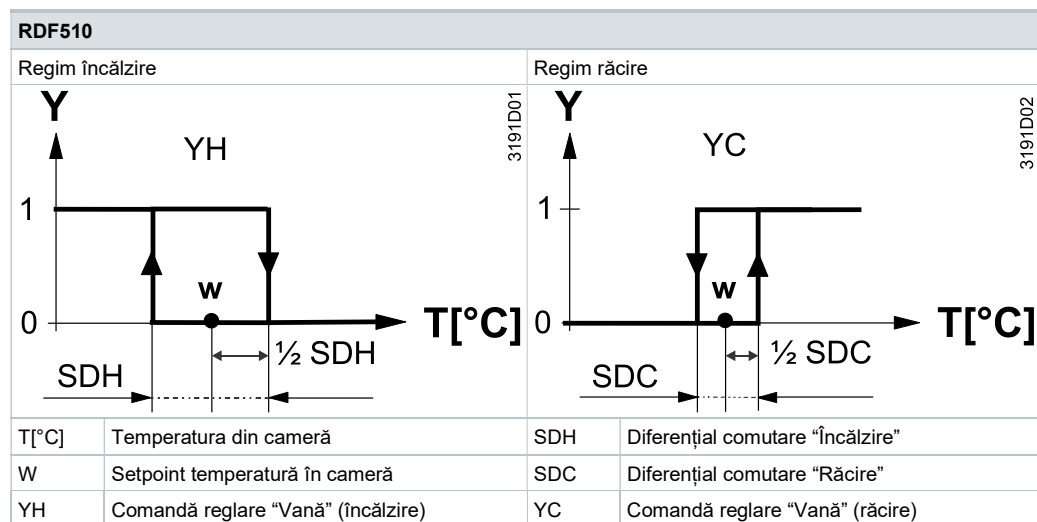 RDF510
Regim încălzire
Regim răcire
Y
YH
3191D01
1
w
0
T[°C]
½ SDH
SDH
Y
YC
3191D02
1
w
0
T[°C]
½ SDC
SDC
T[°C] Temperatura din cameră SDH Diferențial comutare “Încălzire”
W Setpoint temperatură în cameră SDC Diferențial comutare “Răcire”
YH Comandă reglare “Vană” (încălzire) YC Comandă reglare “Vană” (răcire)